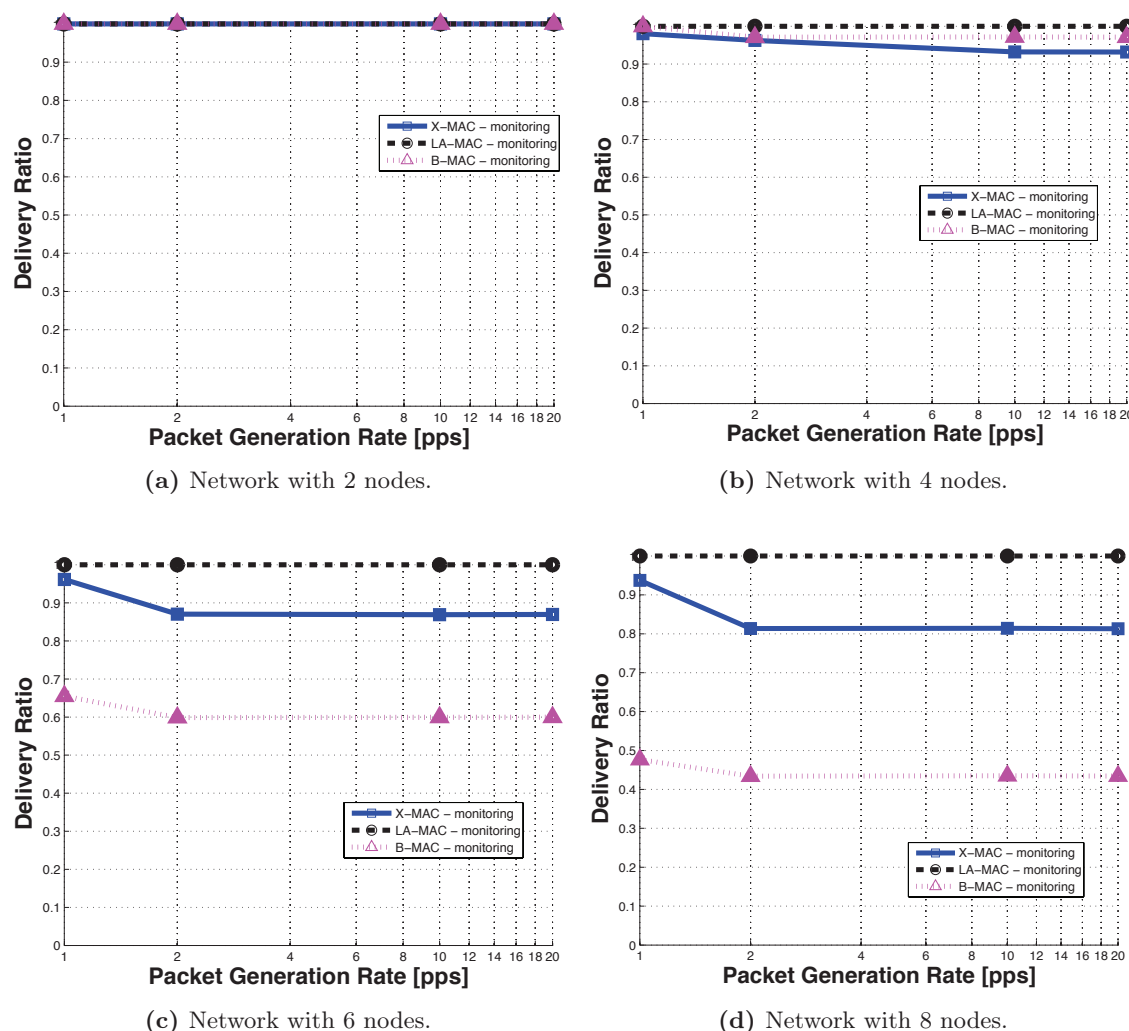 0.9
0.8
0.7
0.6
0.5
0.4
0.3
0.2
0.1
0
Delivery Ratio
X–MAC – monitoring
LA–MAC – monitoring
B–MAC – monitoring
1 2 4 6 8 10 12 14 16 18 20
Packet Generation Rate [pps]
(a) Network with 2 nodes.
0.9
0.8
0.7
0.6
0.5
0.4
0.3
0.2
0.1
0
Delivery Ratio
X–MAC – monitoring
LA–MAC – monitoring
B–MAC – monitoring
1 2 4 6 8 10 12 14 16 18 20
Packet Generation Rate [pps]
(b) Network with 4 nodes.
0.9
0.8
0.7
0.6
0.5
0.4
0.3
0.2
0.1
0
Delivery Ratio
X–MAC – monitoring
LA–MAC – monitoring
B–MAC – monitoring
1 2 4 6 8 10 12 14 16 18 20
Packet Generation Rate [pps]
(c) Network with 6 nodes.
0.9
0.8
0.7
0.6
0.5
0.4
0.3
0.2
0.1
0
Delivery Ratio
X–MAC – monitoring
LA–MAC – monitoring
B–MAC – monitoring
1 2 4 6 8 10 12 14 16 18 20
Packet Generation Rate [pps]
(d) Network with 8 nodes.